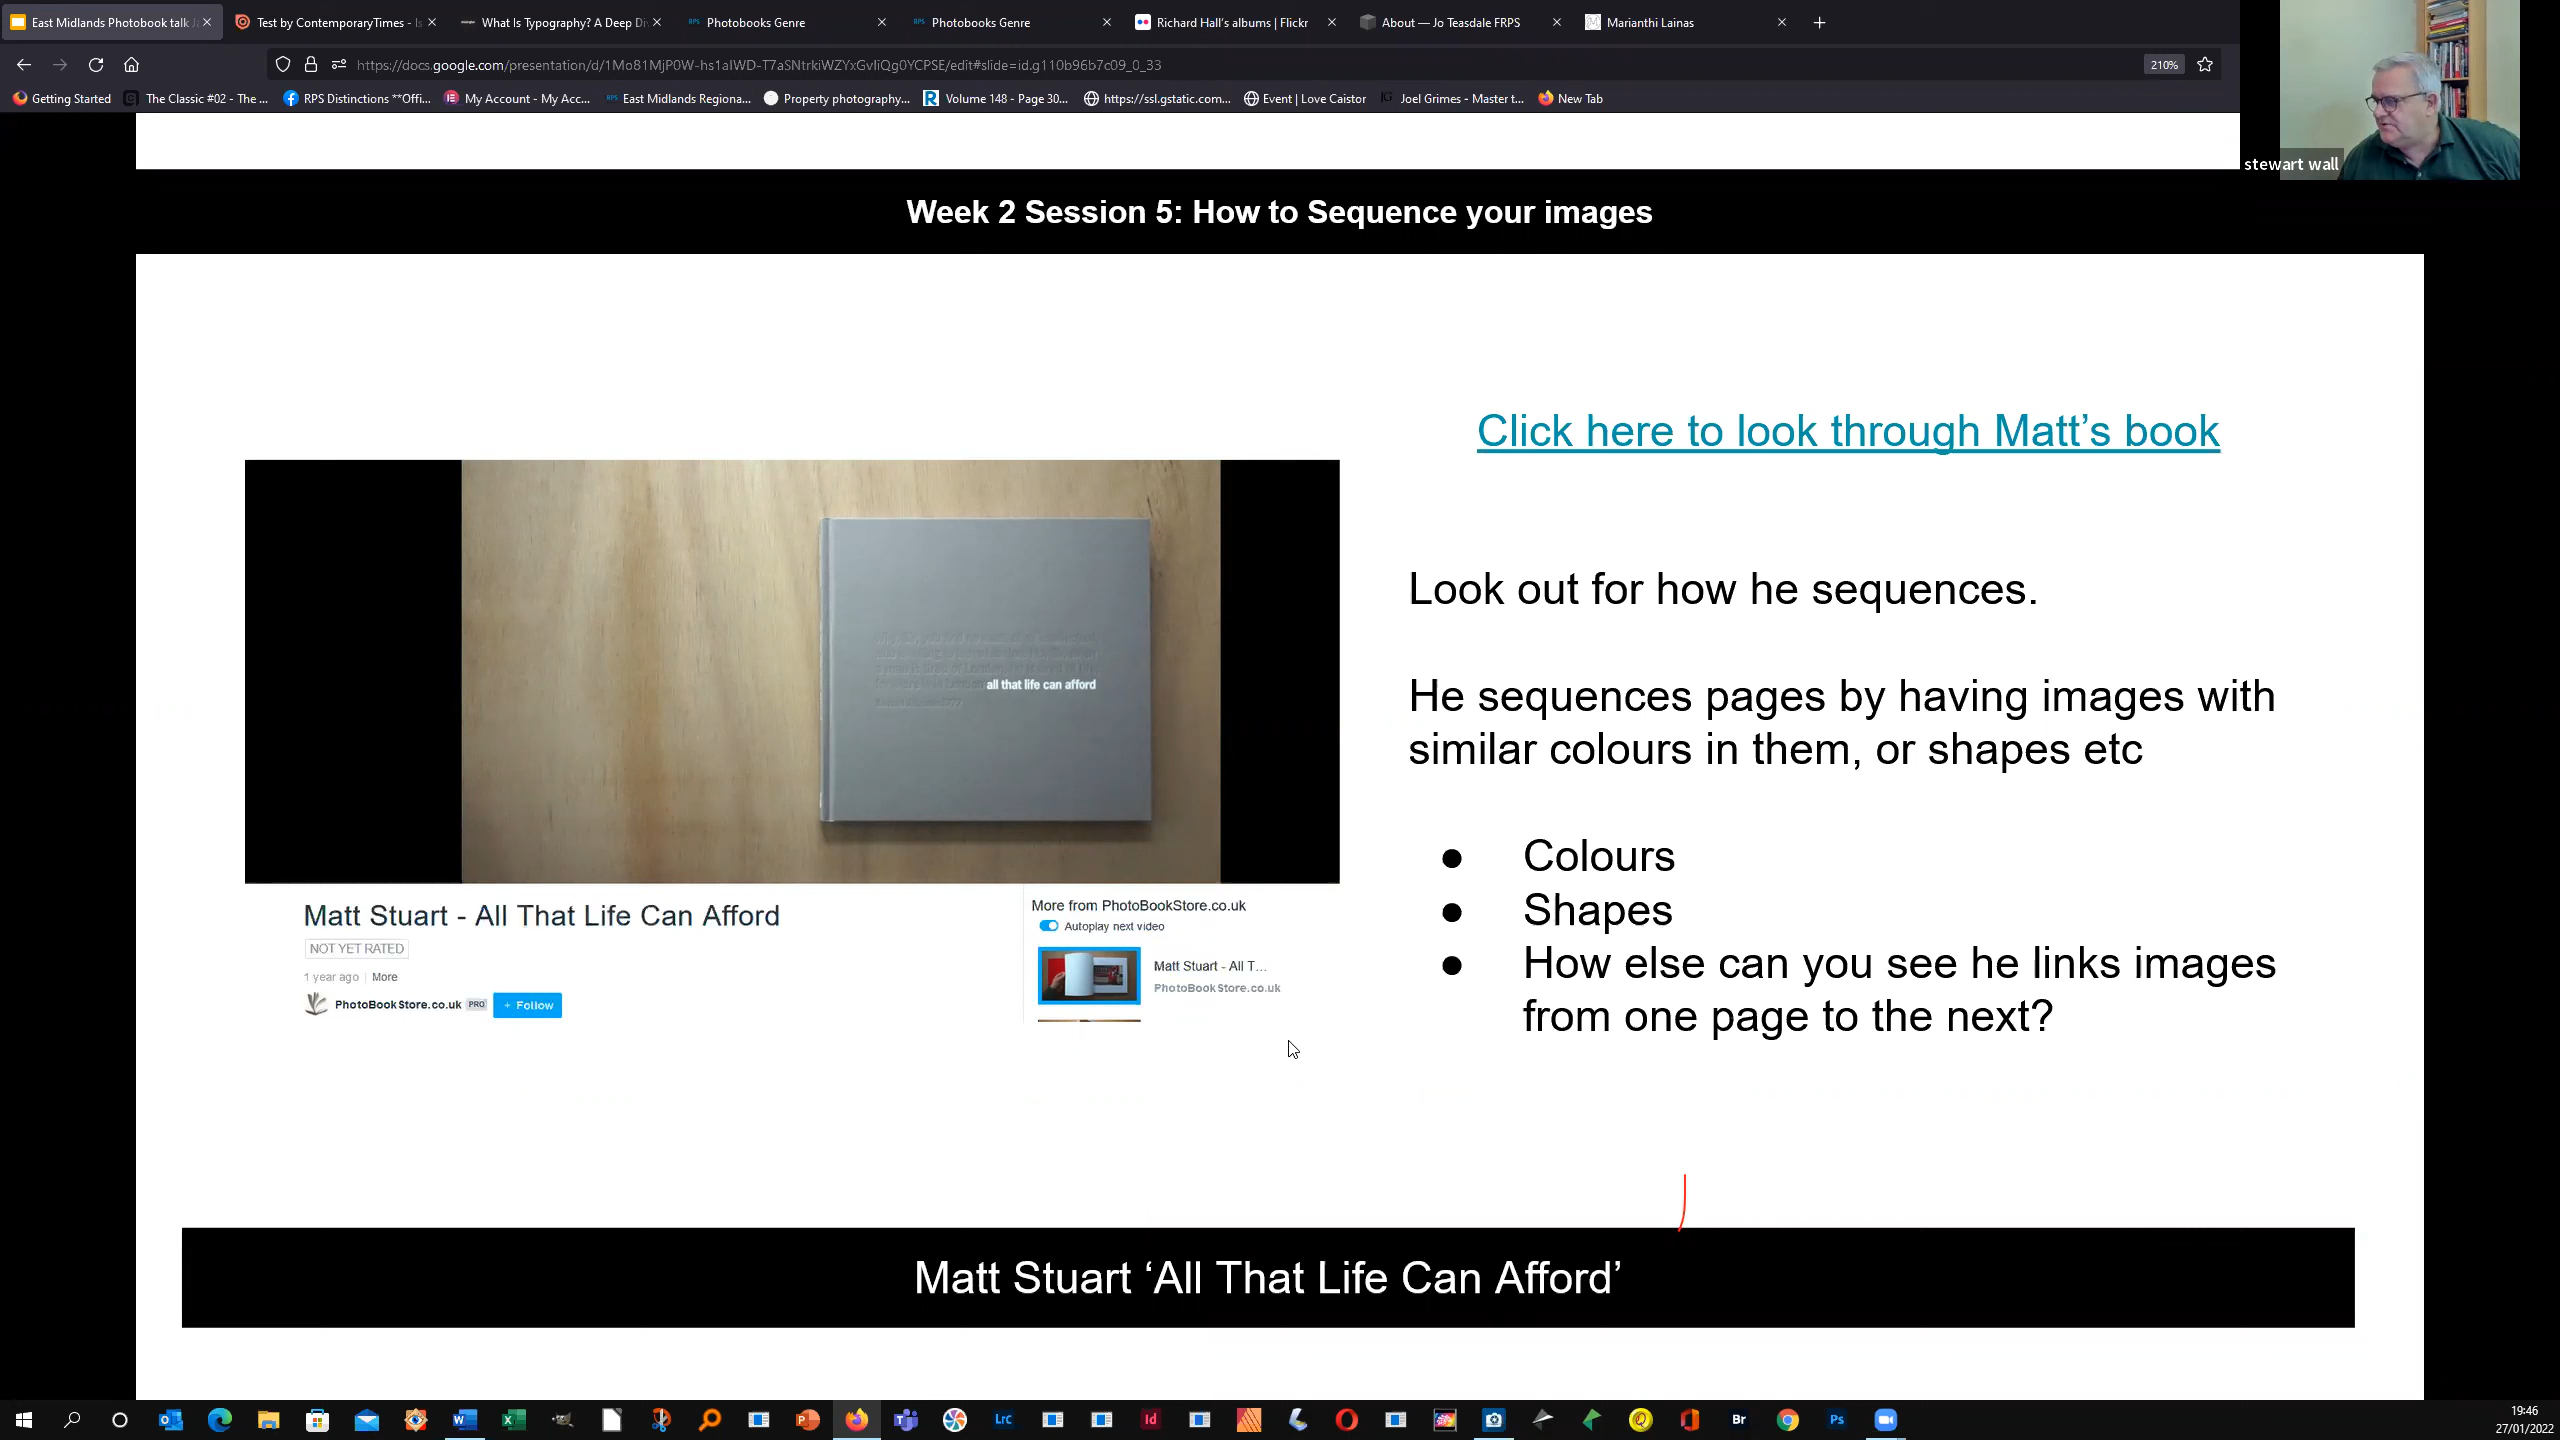 East Midlands Photobook talk
Test by ContemporaryTimes - Is
What Is Typography? A Deep Di
Photobooks Genre
Photobooks Genre
Richard Hall's albums | Flickr
About — Jo Teasdale FRPS
Marianthi Lainas
https://docs.google.com/presentation/d/1Mo81MjP0W-hs1aIWD-T7aSNtrkiWZYxGvIiQg0YCPSE/edit#slide=id.g110b96b7c09_0_33
210%
Getting Started
The Classic #02 - The ...
RPS Distinctions **Offi...
My Account - My Acc...
East Midlands Regiona...
Property photography...
Volume 148 - Page 30...
https://ssl.gstatic.com...
Event | Love Caistor
Joel Grimes - Master t...
New Tab
stewart wall
Week 2 Session 5: How to Sequence your images
Click here to look through Matt's book
all that life can afford
Look out for how he sequences.
He sequences pages by having images with
similar colours in them, or shapes etc
● Colours
● Shapes
● How else can you see he links images
from one page to the next?
Matt Stuart - All That Life Can Afford
NOT YET RATED
1 year ago | More
PhotoBookStore.co.uk PRO + Follow
More from PhotoBookStore.co.uk
Autoplay next video
Matt Stuart - All T...
PhotoBookStore.co.uk
Matt Stuart ‘All That Life Can Afford’
LrC
Id
Br
Ps
19:46
27/01/2022